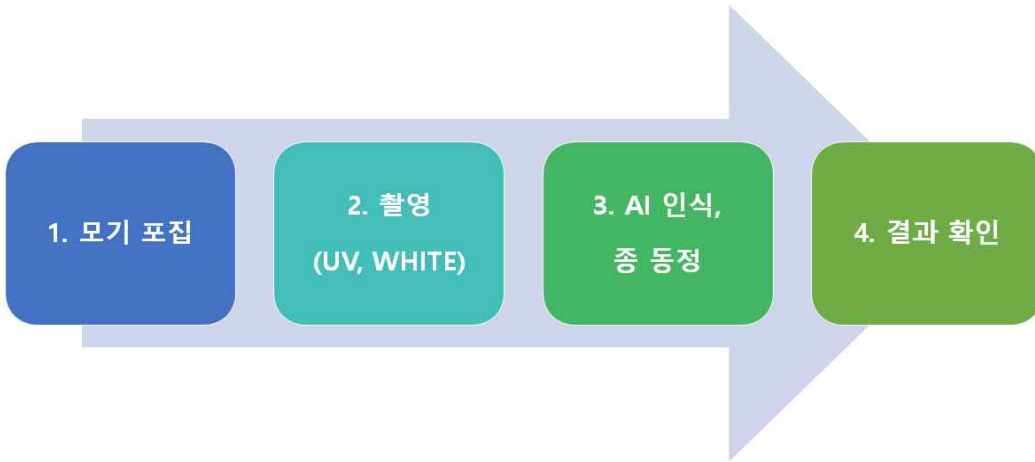 1. 모기 포집
2. 촬영
(UV, WHITE)
3. AI 인식,
종 동정
4. 결과 확인